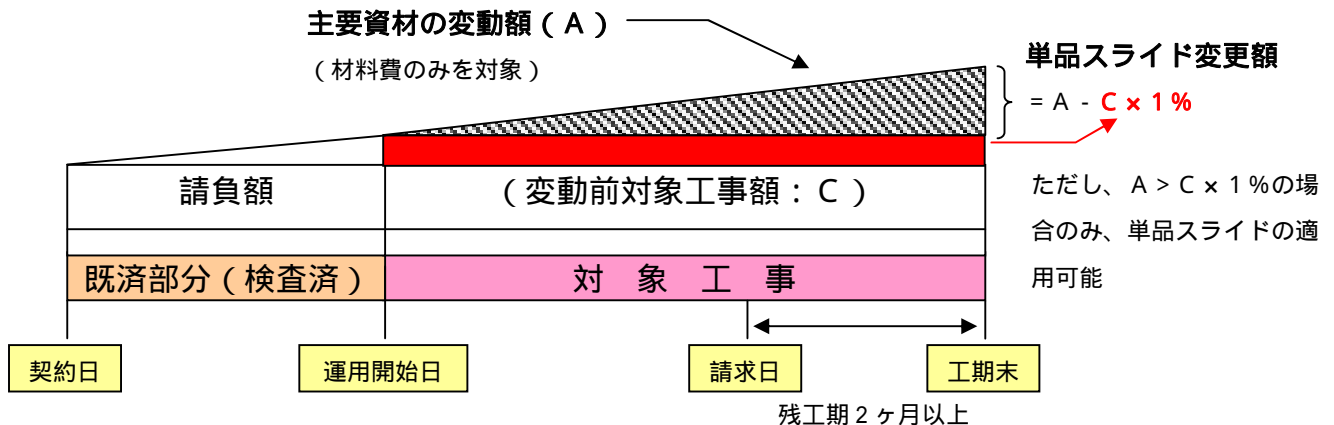 主要資材の変動額（Ａ）
（材料費のみを対象）
単品スライド変更額
＝Ａ－Ｃ×１％
請負額
（変動前対象工事額：Ｃ）
ただし、Ａ＞Ｃ×１％の場
合のみ、単品スライドの適
用可能
既済部分（検査済）
対　象　工　事
契約日
運用開始日
請求日
工期末
残工期２ヶ月以上